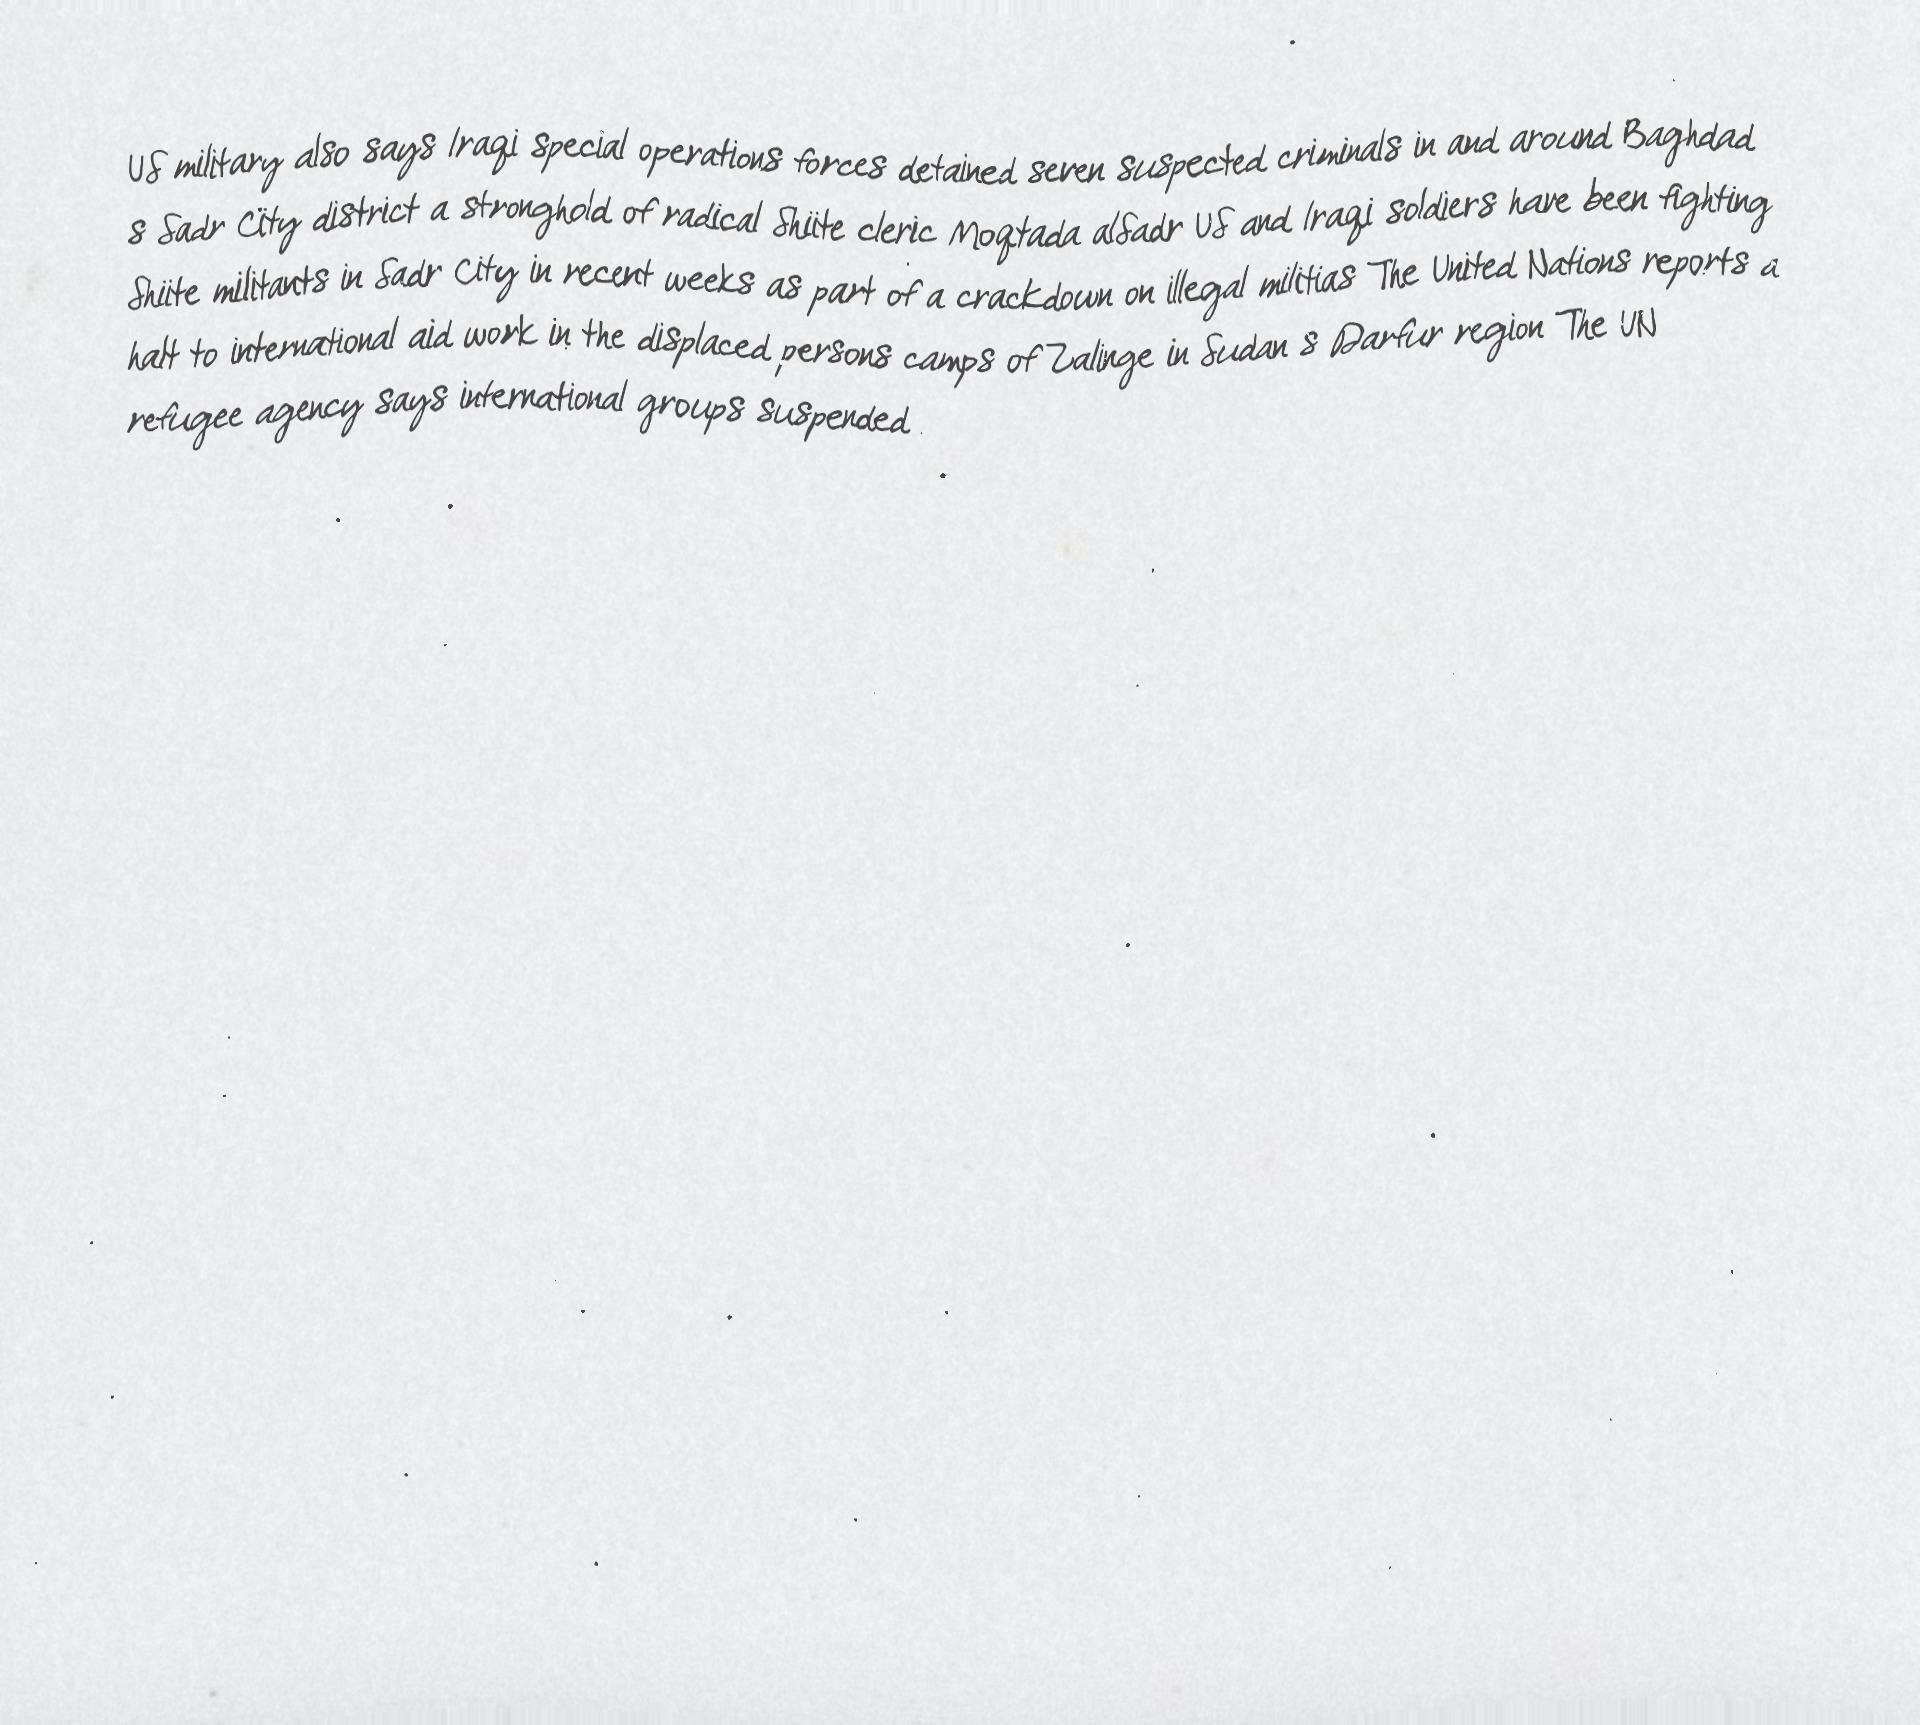 US military also says Iraqi special operations forces detained seven suspected criminals in and around Baghdad
s Sadr City district a stronghold of radical Shiite cleric Moqtada alSadr US and Iraqi soldiers have been fighting
Shiite militants in Sadr City in recent weeks as part of a crackdown on illegal militias The United Nations reports a
halt to international aid work in the displaced persons camps of Zalinge in Sudan s Darfur region The UN
refugee agency says international groups suspended